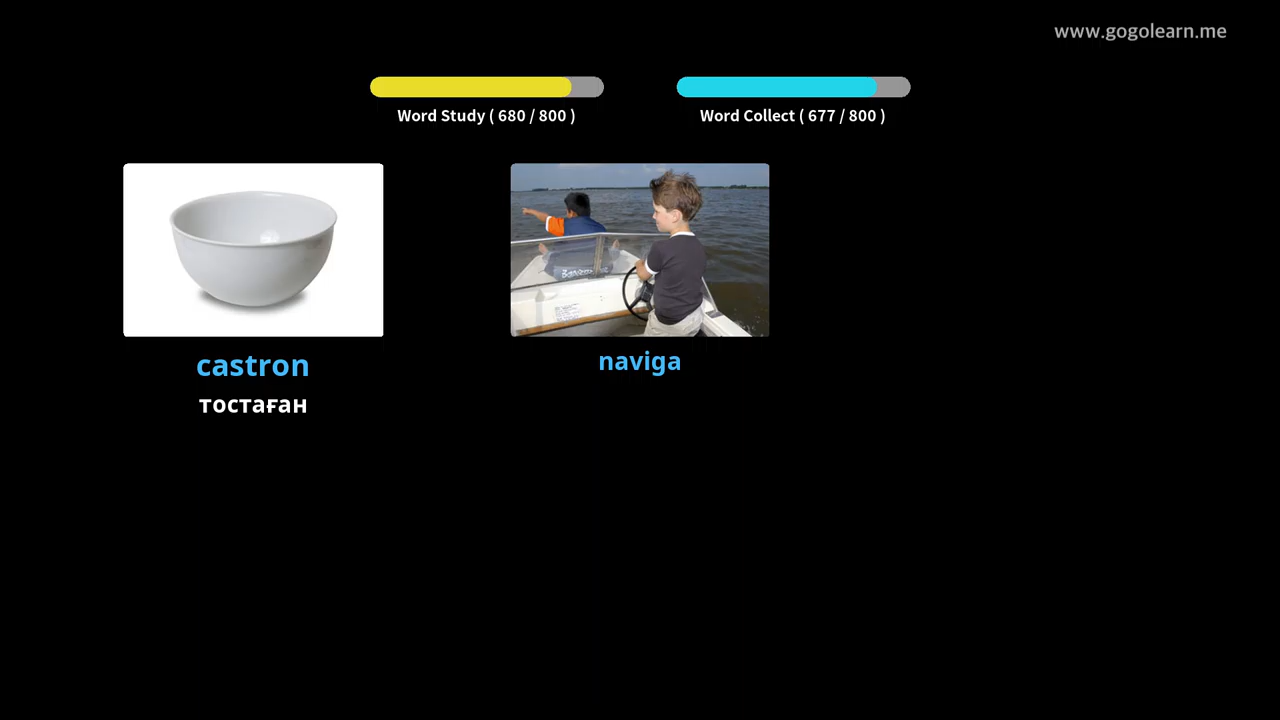 www.gogolearn.me
Word Study ( 680 / 800 )
Word Collect ( 677 / 800 )
castron
тостаған
naviga